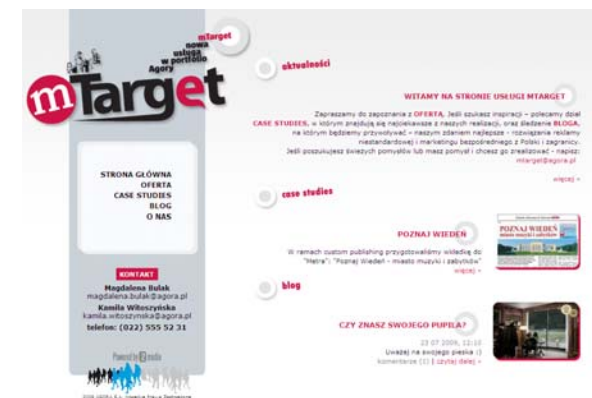 mTarget
nowa
usługa
w portfolio
Agory
mTarget
STRONA GŁÓWNA
OFERTA
CASE STUDIES
BLOG
O NAS
KONTAKT
Magdalena Bulak
magdalena.bulak@agora.pl
Kamila Witoszyńska
kamila.witoszynska@agora.pl
telefon: (022) 555 52 31
Powered by media
aktualności
WITAMY NA STRONIE USŁUGI MTARGET
Zapraszamy do zapoznania z OFERTĄ. Jeśli szukasz inspiracji – polecamy dział
CASE STUDIES, w którym znajdują się najciekawsze z naszych realizacji, oraz śledzenie BLOGA,
na którym będziemy przywoływać – naszym zdaniem najlepsze - rozwiązania reklamy
niestandardowej i marketingu bezpośredniego z Polski i zagranicy.
Jeśli poszukujesz świeżych pomysłów lub masz pomysł i chcesz go zrealizować - napisz:
mtarget@agora.pl
więcej »
case studies
POZNAJ WIEDEŃ
W ramach custom publishing przygotowaliśmy wkładkę do
"Metra": "Poznaj Wiedeń - miasto muzyki i zabytków"
więcej »
POZNAJ WIEDEŃ
miasto muzyki i zabytków
blog
CZY ZNASZ SWOJEGO PUPILA?
23 07 2009, 12:10
Uważaj na swojego pieska :)
komentarze | czytaj dalej »